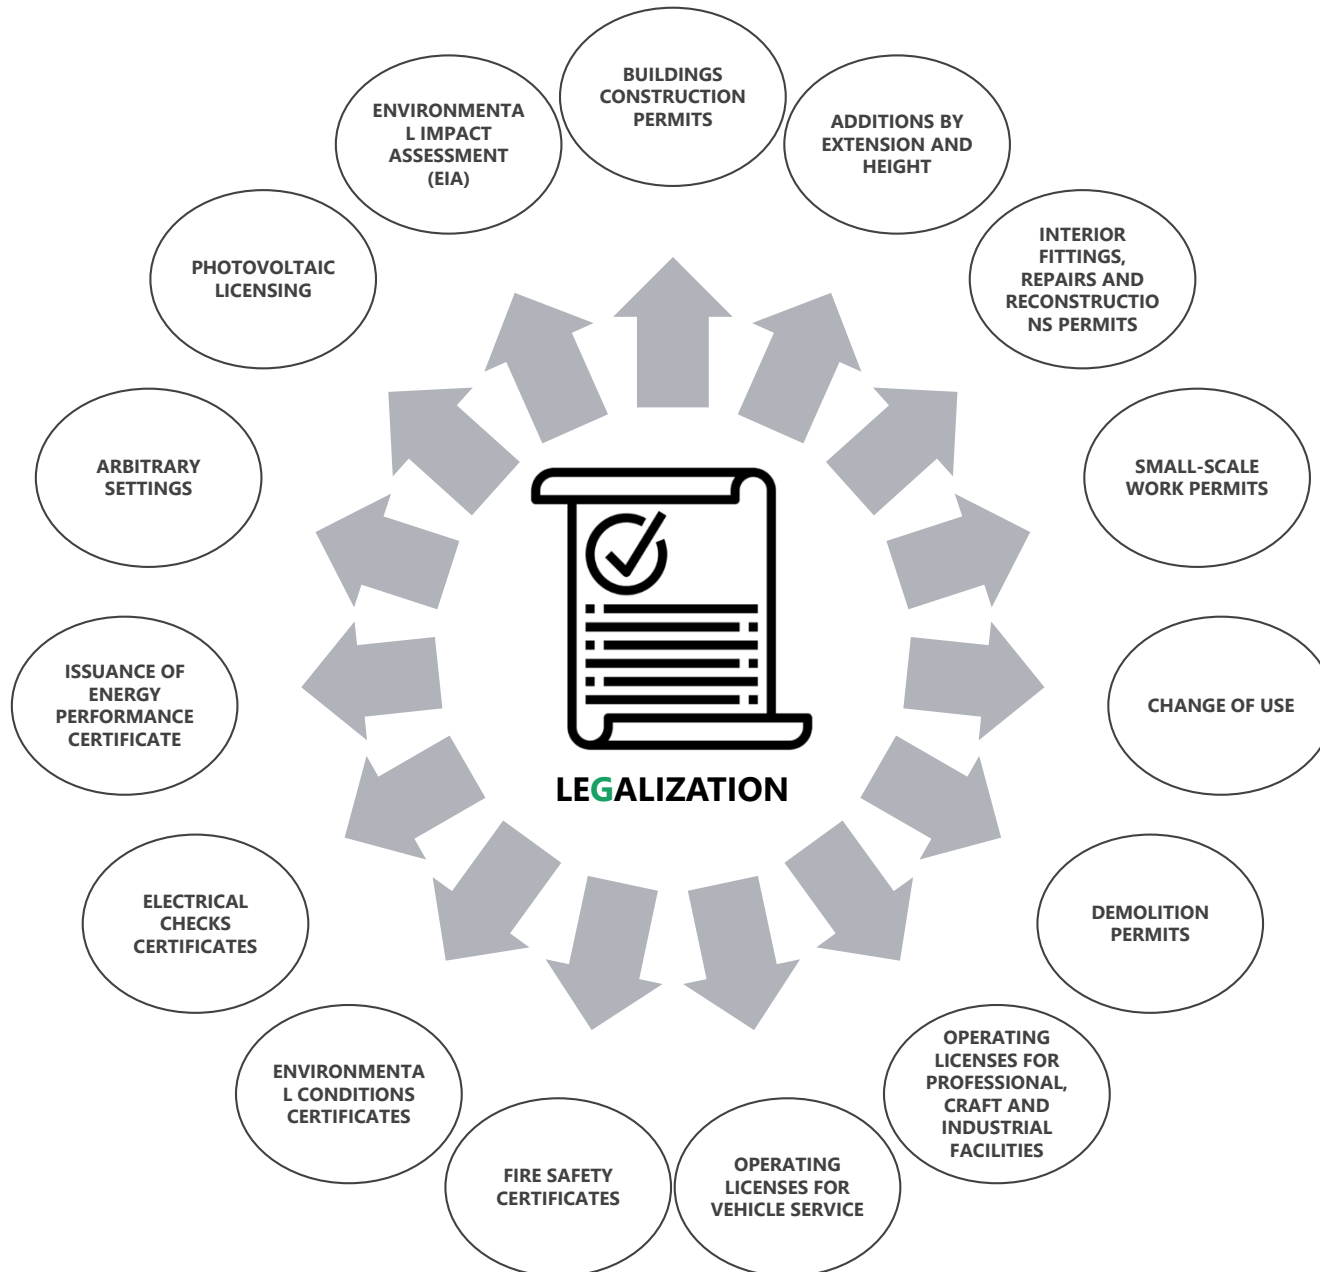 BUILDINGS
CONSTRUCTION
PERMITS
ADDITIONS BY
EXTENSION AND
HEIGHT
INTERIOR
FITTINGS,
REPAIRS AND
RECONSTRUCTIO
NS PERMITS
SMALL-SCALE
WORK PERMITS
CHANGE OF USE
DEMOLITION
PERMITS
OPERATING
LICENSES FOR
PROFESSIONAL,
CRAFT AND
INDUSTRIAL
FACILITIES
OPERATING
LICENSES FOR
VEHICLE SERVICE
FIRE SAFETY
CERTIFICATES
ENVIRONMENTA
L CONDITIONS
CERTIFICATES
ELECTRICAL
CHECKS
CERTIFICATES
ISSUANCE OF
ENERGY
PERFORMANCE
CERTIFICATE
ARBITRARY
SETTINGS
PHOTOVOLTAIC
LICENSING
ENVIRONMENTA
L IMPACT
ASSESSMENT
(EIA)
LEGALIZATION